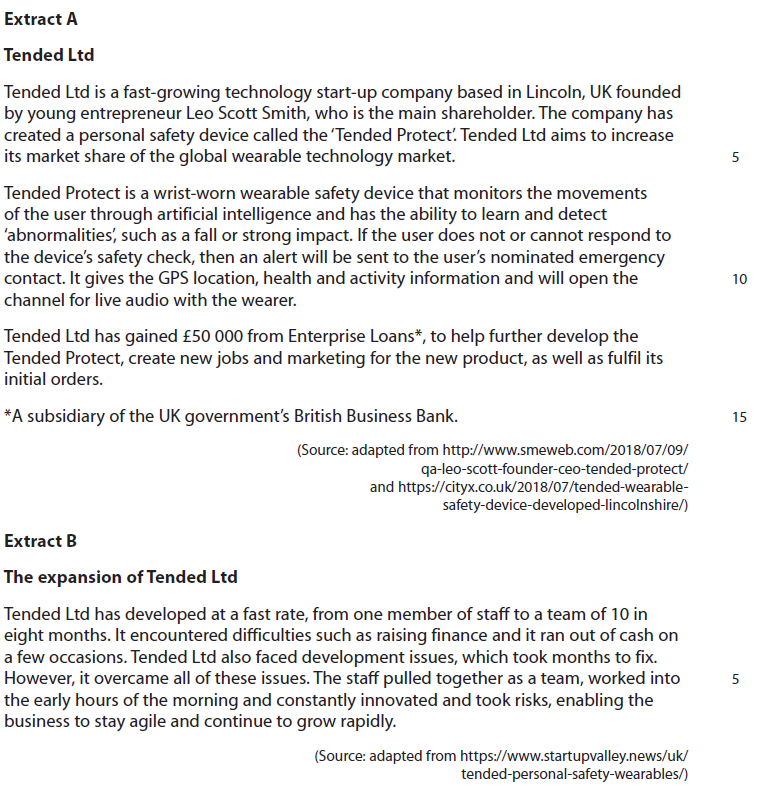 Extract A
Tended Ltd
Tended Ltd is a fast-growing technology start-up company based in Lincoln, UK founded
by young entrepreneur Leo Scott Smith, who is the main shareholder. The company has
created a personal safety device called the ‘Tended Protect’. Tended Ltd aims to increase
its market share of the global wearable technology market. 5
Tended Protect is a wrist-worn wearable safety device that monitors the movements
of the user through artificial intelligence and has the ability to learn and detect
‘abnormalities’, such as a fall or strong impact. If the user does not or cannot respond to
the device’s safety check, then an alert will be sent to the user’s nominated emergency
contact. It gives the GPS location, health and activity information and will open the 10
channel for live audio with the wearer.
Tended Ltd has gained £50 000 from Enterprise Loans*, to help further develop the
Tended Protect, create new jobs and marketing for the new product, as well as fulfil its
initial orders.
*A subsidiary of the UK government’s British Business Bank. 15
(Source: adapted from http://www.smeweb.com/2018/07/09/
qa-leo-scott-founder-ceo-tended-protect/
and https://cityx.co.uk/2018/07/tended-wearable-
safety-device-developed-lincolnshire/)
Extract B
The expansion of Tended Ltd
Tended Ltd has developed at a fast rate, from one member of staff to a team of 10 in
eight months. It encountered difficulties such as raising finance and it ran out of cash on
a few occasions. Tended Ltd also faced development issues, which took months to fix.
However, it overcame all of these issues. The staff pulled together as a team, worked into 5
the early hours of the morning and constantly innovated and took risks, enabling the
business to stay agile and continue to grow rapidly.
(Source: adapted from https://www.startupvalley.news/uk/
tended-personal-safety-wearables/)